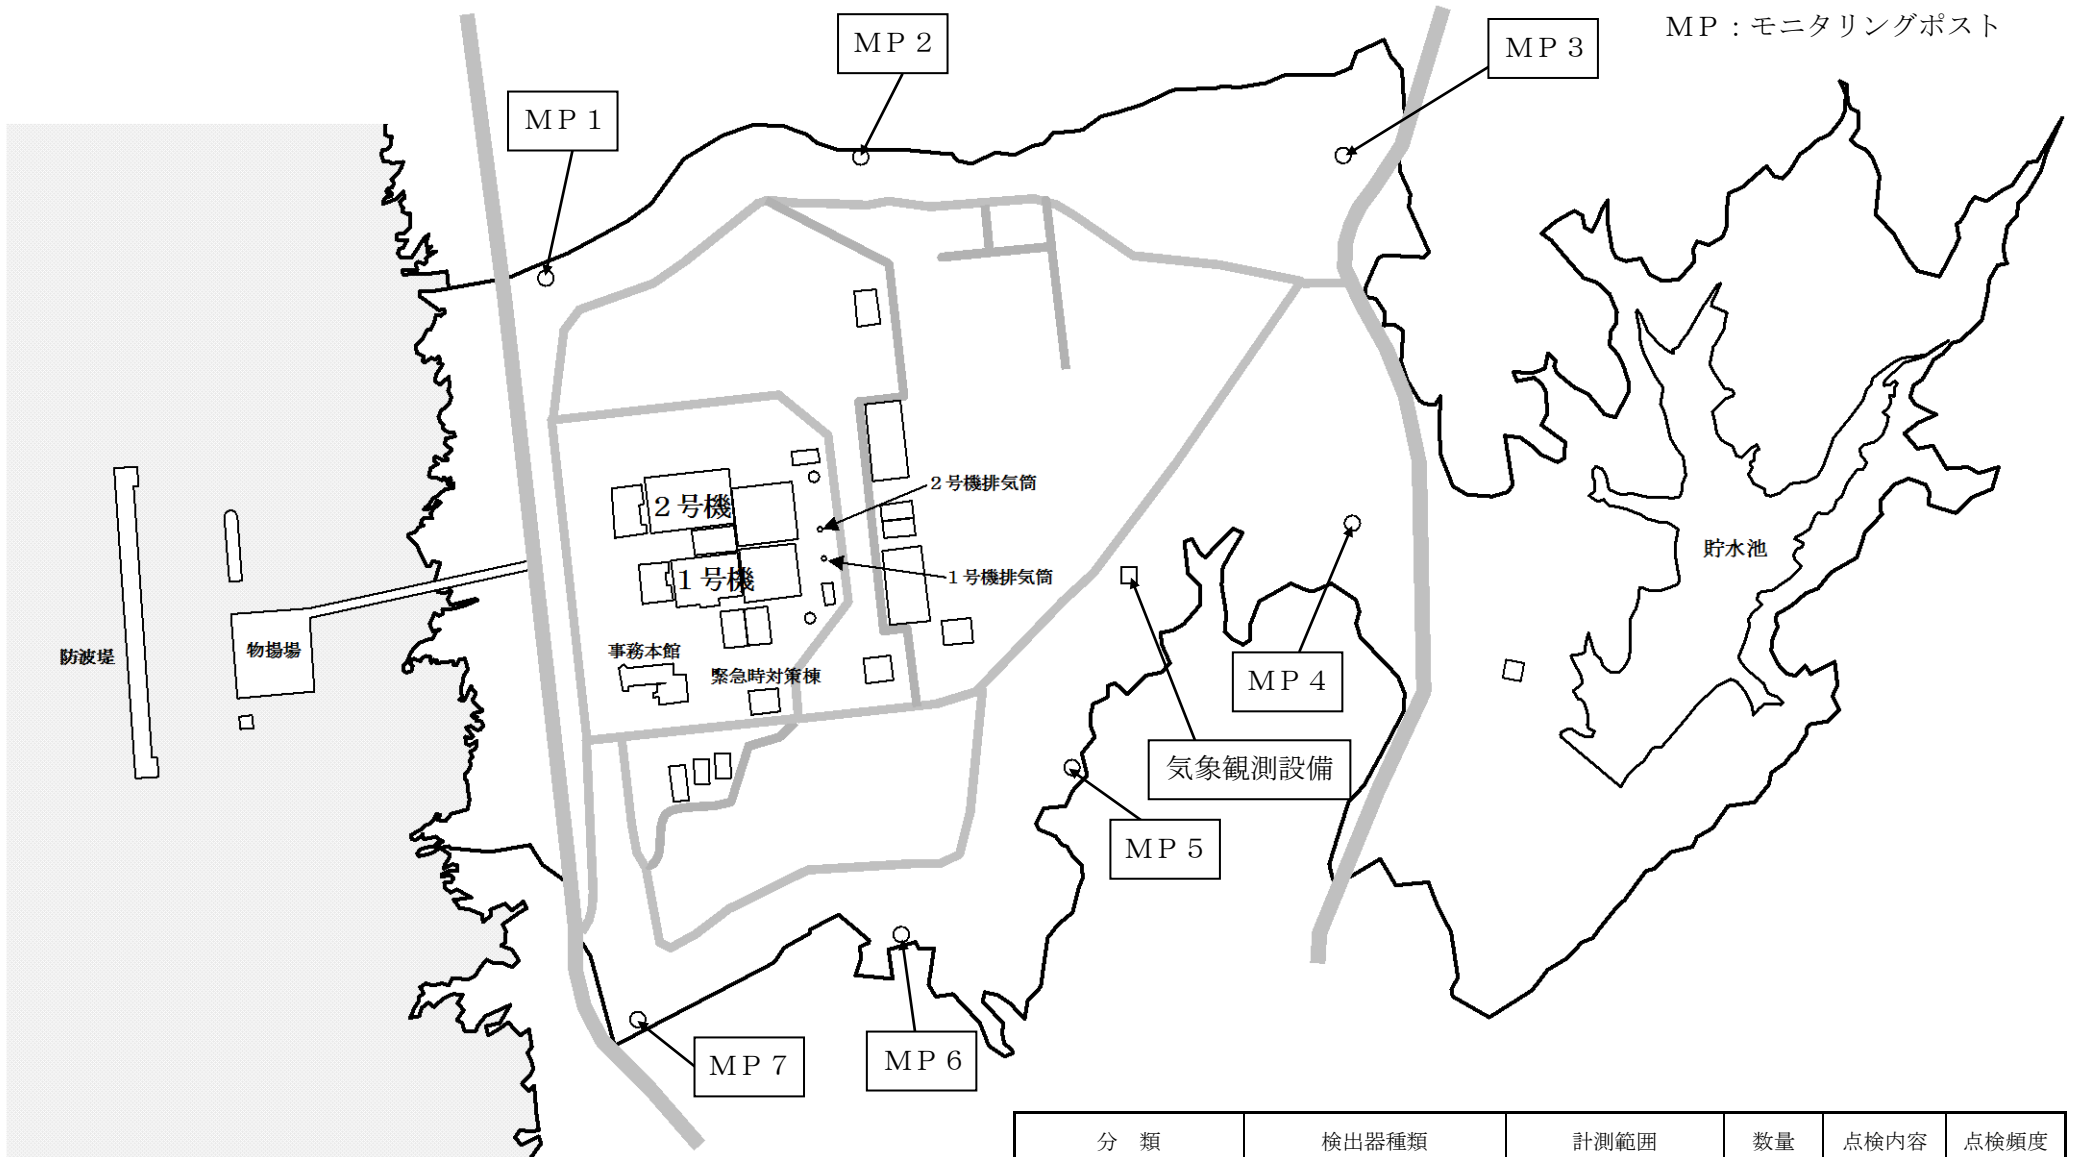 ＭＰ：モニタリングポスト
ＭＰ２
ＭＰ３
ＭＰ１
２号機排気筒
２号機
１号機
１号機排気筒
貯水池
防波堤
物揚場
事務本館
緊急時対策棟
ＭＰ４
気象観測設備
ＭＰ５
ＭＰ６
ＭＰ７
分　類 検出器種類 計測範囲 数量 点検内容 点検頻度